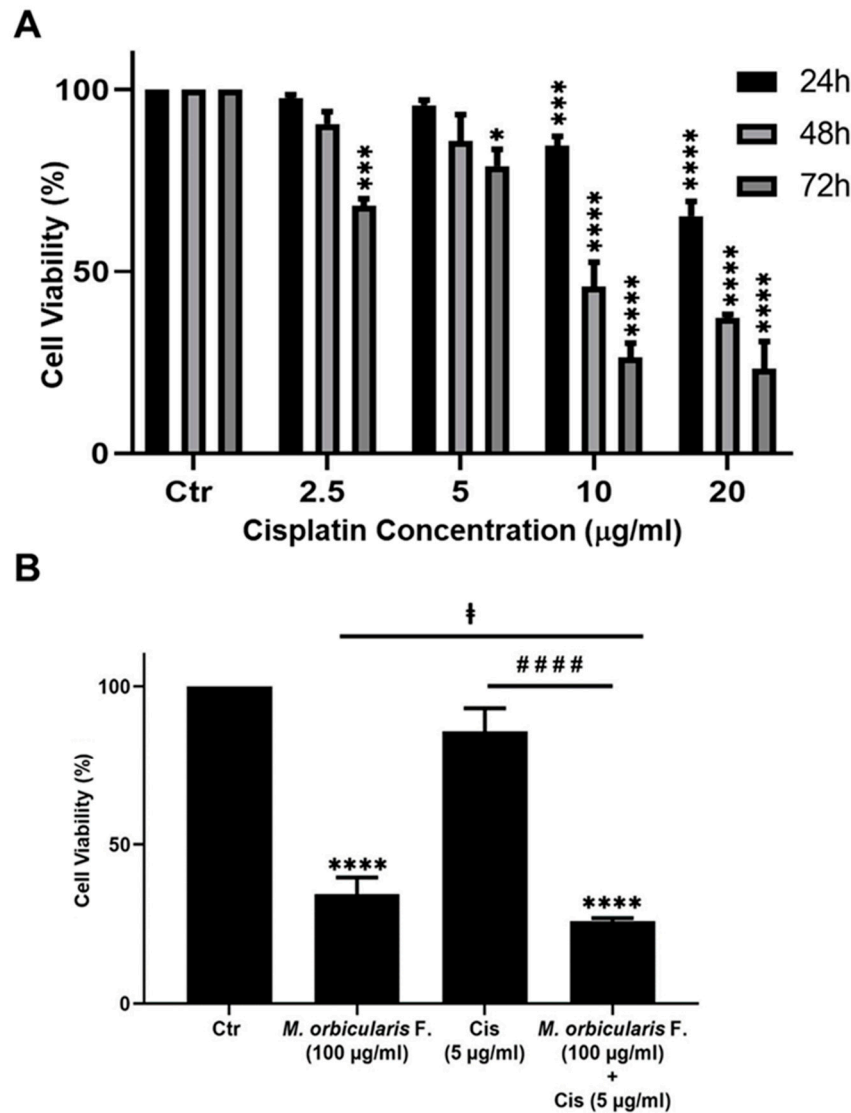 A
100
50
0
Cell Viability (%)
24h
48h
72h
***
*
***
****
****
****
****
****
Ctr
2.5
5
10
20
Cisplatin Concentration (µg/ml)
B
ǂ
####
100
50
0
Cell Viability (%)
****
****
Ctr
M. orbicularis F.
(100 µg/ml)
Cis
(5 µg/ml)
M. orbicularis F.
(100 µg/ml)
+
Cis (5 µg/ml)